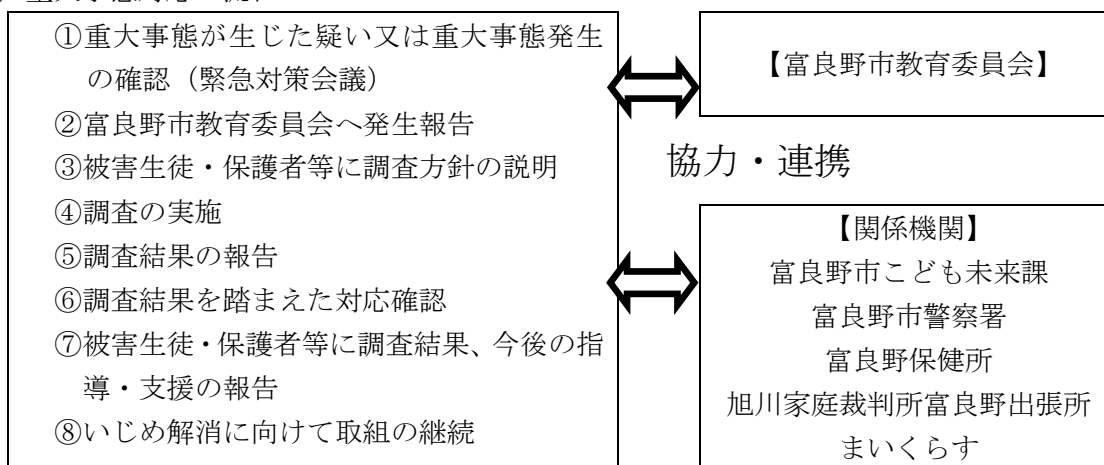 ①重大事態が生じた疑い又は重大事態発生
の確認（緊急対策会議）
②富良野市教育委員会へ発生報告
③被害生徒・保護者等に調査方針の説明
④調査の実施
⑤調査結果の報告
⑥調査結果を踏まえた対応確認
⑦被害生徒・保護者等に調査結果、今後の指
導・支援の報告
⑧いじめ解消に向けて取組の継続
【富良野市教育委員会】
協力・連携
【関係機関】
富良野市こども未来課
富良野市警察署
富良野保健所
旭川家庭裁判所富良野出張所
まいくらす